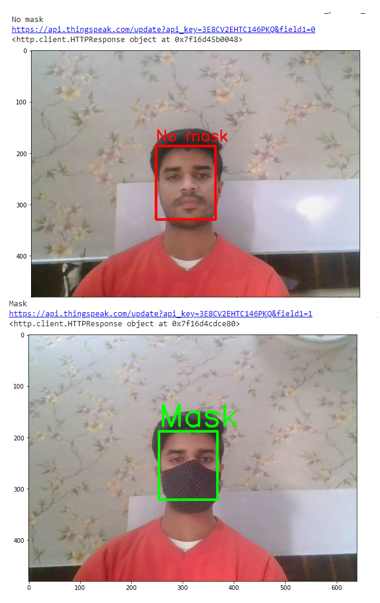 No mask
https://api.thingspeak.com/update?api_key=3E8CV2EHTC146PKQ&field1=0
<http.client.HTTPResponse object at 0x7f16d45b0048>
0
100
200
300
400
No mask
Mask
https://api.thingspeak.com/update?api_key=3E8CV2EHTC146PKQ&field1=1
<http.client.HTTPResponse object at 0x7f16d4cdce80>
0
100
200
300
400
Mask
0 100 200 300 400 500 600